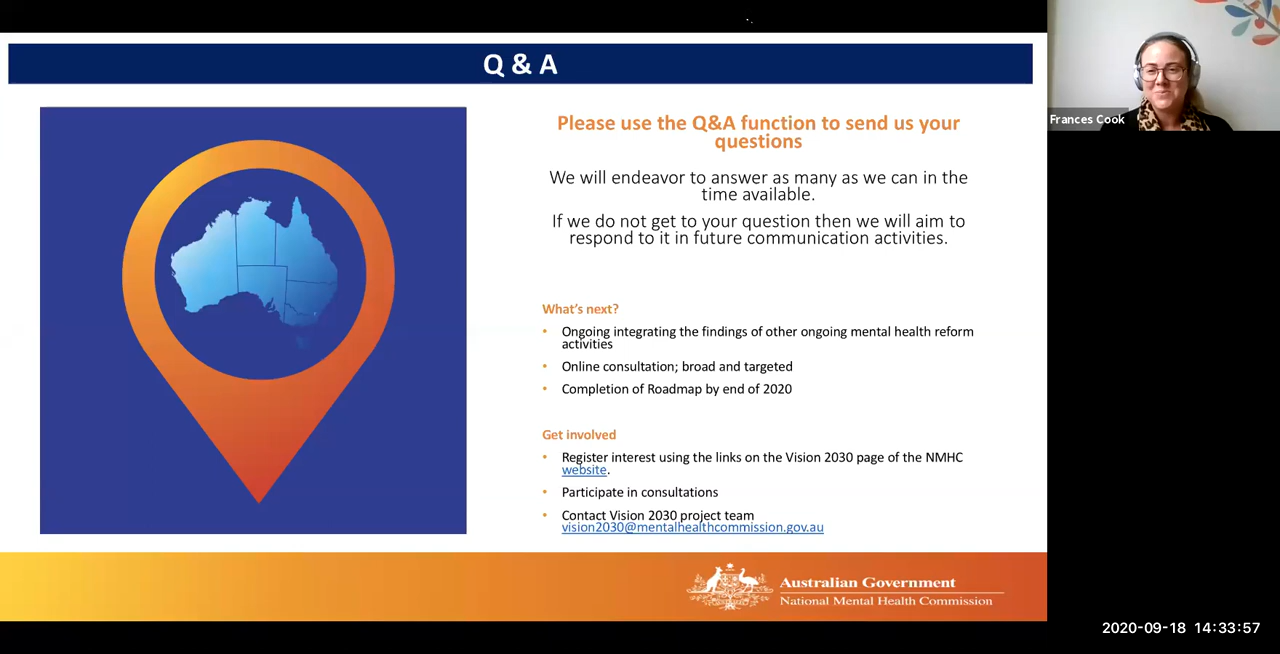 Q & A
Please use the Q&A function to send us your
questions
We will endeavor to answer as many as we can in the
time available.
If we do not get to your question then we will aim to
respond to it in future communication activities.
What's next?
• Ongoing integrating the findings of other ongoing mental health reform
activities
• Online consultation; broad and targeted
• Completion of Roadmap by end of 2020
Get involved
• Register interest using the links on the Vision 2030 page of the NMHC
website.
• Participate in consultations
• Contact Vision 2030 project team
vision2030@mentalhealthcommission.gov.au
Australian Government
National Mental Health Commission
Frances Cook
2020-09-18 14:33:57